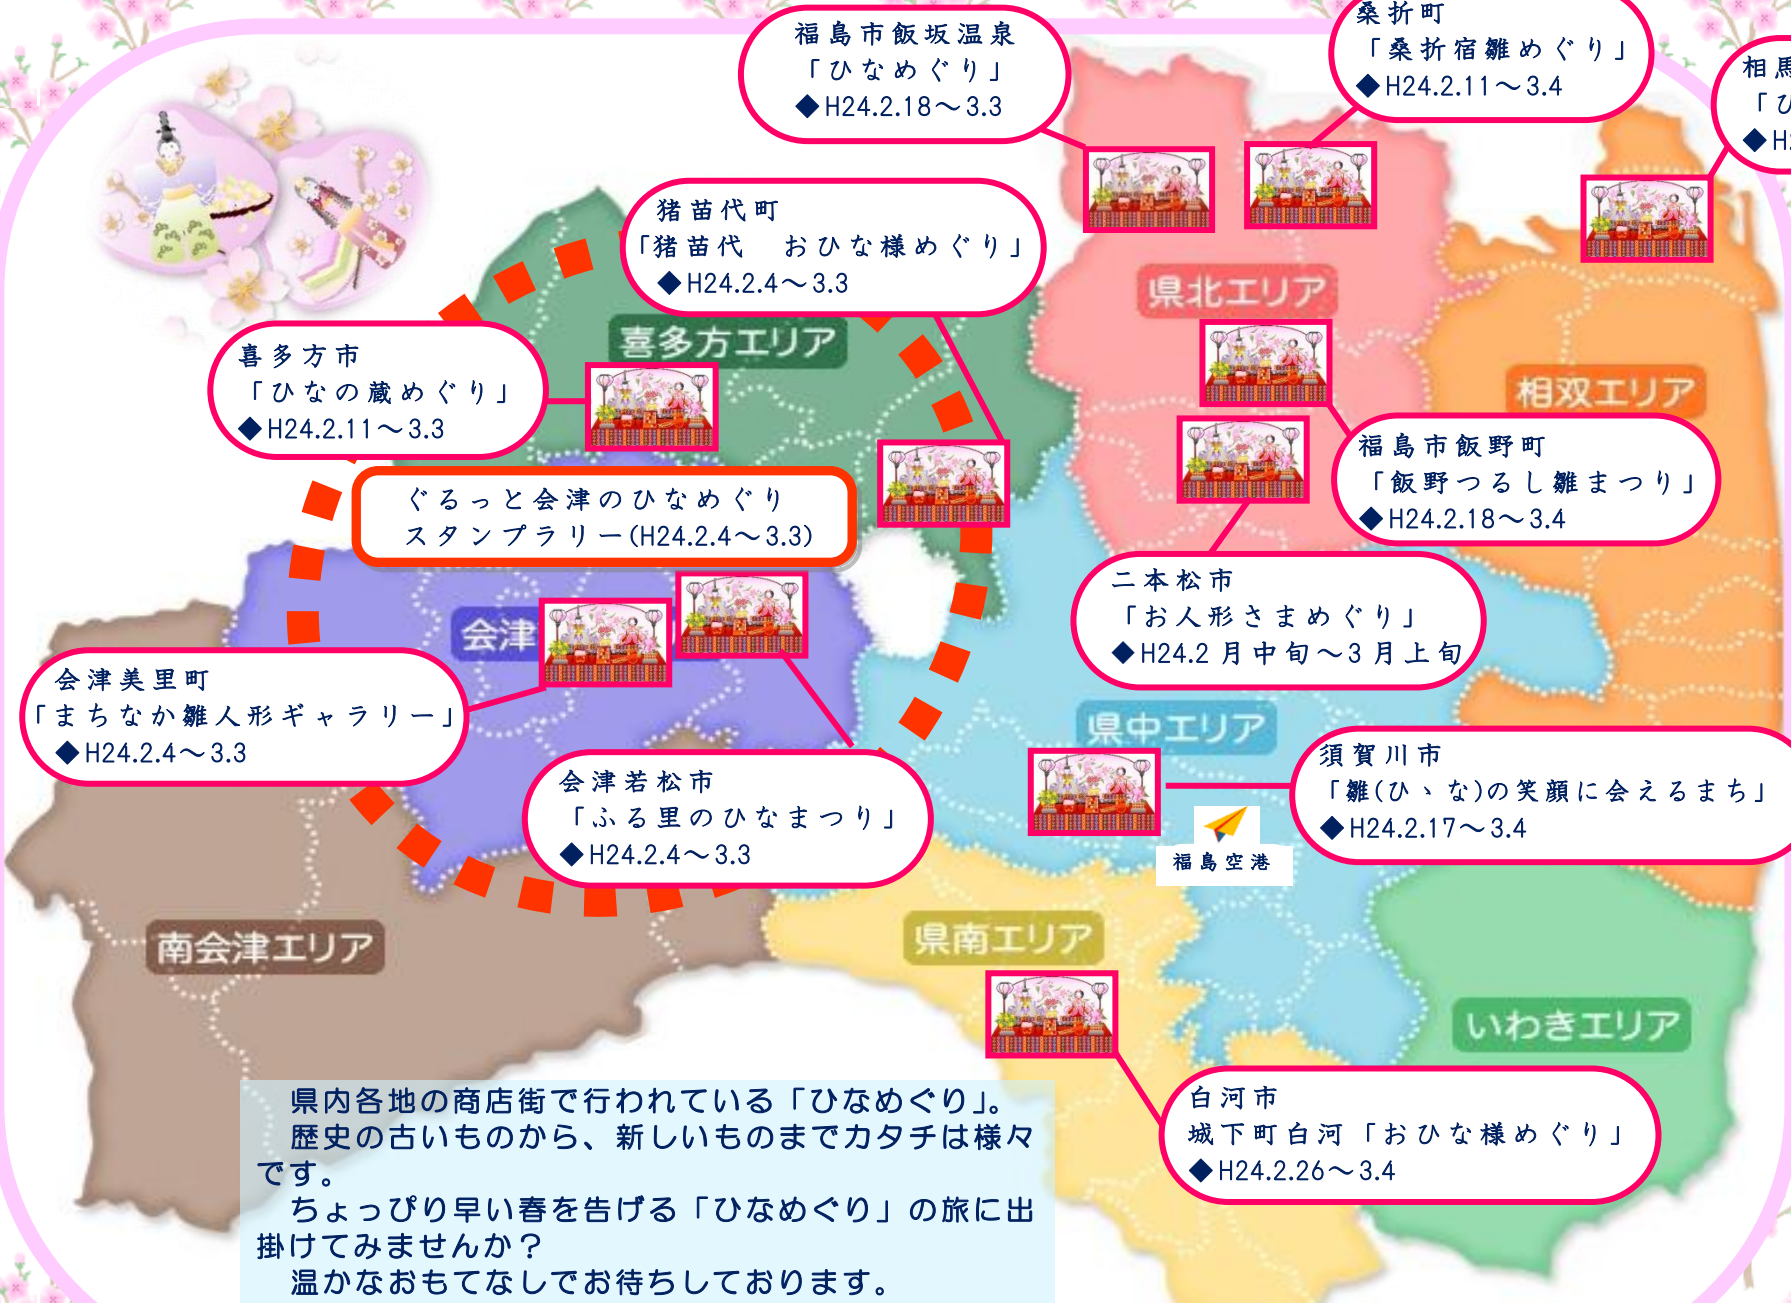 福島市飯坂温泉
「ひなめぐり」
◆H24.2.18～3.3
桑折町
「桑折宿雛めぐり」
◆H24.2.11～3.4
相馬
「ひ
◆H
猪苗代町
「猪苗代　おひな様めぐり」
◆H24.2.4～3.3
県北エリア
喜多方エリア
喜多方市
「ひなの蔵めぐり」
◆H24.2.11～3.3
相双エリア
福島市飯野町
「飯野つるし雛まつり」
◆H24.2.18～3.4
ぐるっと会津のひなめぐり
スタンプラリー(H24.2.4～3.3)
二本松市
「お人形さまめぐり」
◆H24.2月中旬～3月上旬
会津
会津美里町
「まちなか雛人形ギャラリー」
◆H24.2.4～3.3
県中エリア
須賀川市
「雛(ひヽな)の笑顔に会えるまち」
◆H24.2.17～3.4
会津若松市
「ふる里のひなまつり」
◆H24.2.4～3.3
福島空港
南会津エリア
県南エリア
いわきエリア
白河市
城下町白河「おひな様めぐり」
◆H24.2.26～3.4
県内各地の商店街で行われている「ひなめぐり」。
歴史の古いものから、新しいものまでカタチは様々
です。
ちょっぴり早い春を告げる「ひなめぐり」の旅に出
掛けてみませんか？
温かなおもてなしでお待ちしております。